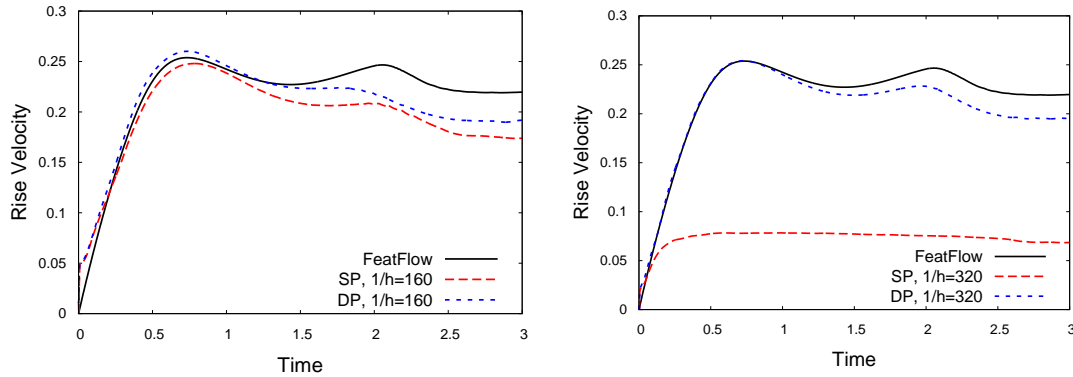 Rise Velocity
0.3
0.25
0.2
0.15
0.1
0.05
0
FeatFlow
SP, 1/h=160
DP, 1/h=160
0 0.5 1 1.5 2 2.5 3
Time
Rise Velocity
0.3
0.25
0.2
0.15
0.1
0.05
0
FeatFlow
SP, 1/h=320
DP, 1/h=320
0 0.5 1 1.5 2 2.5 3
Time